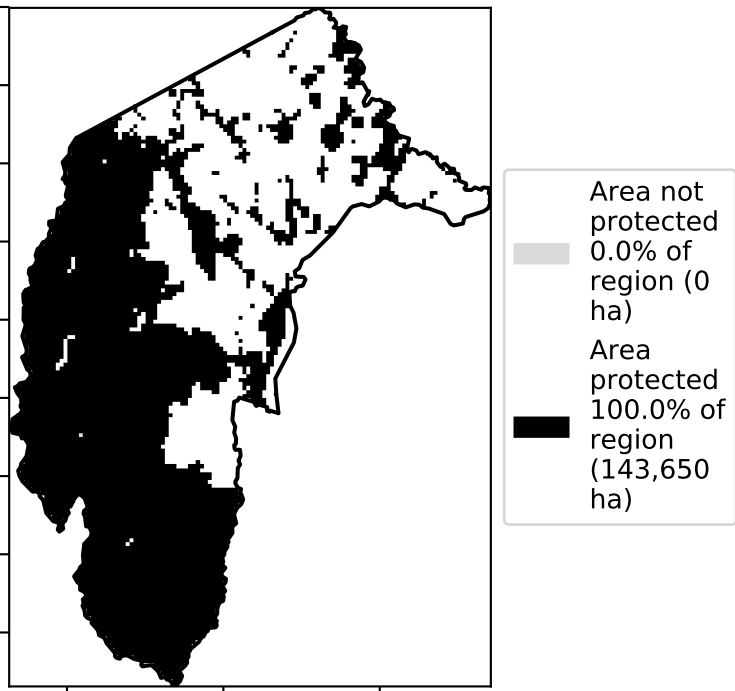 Area not
protected
0.0% of
region (0
ha)
Area
protected
100.0% of
region
(143,650
ha)